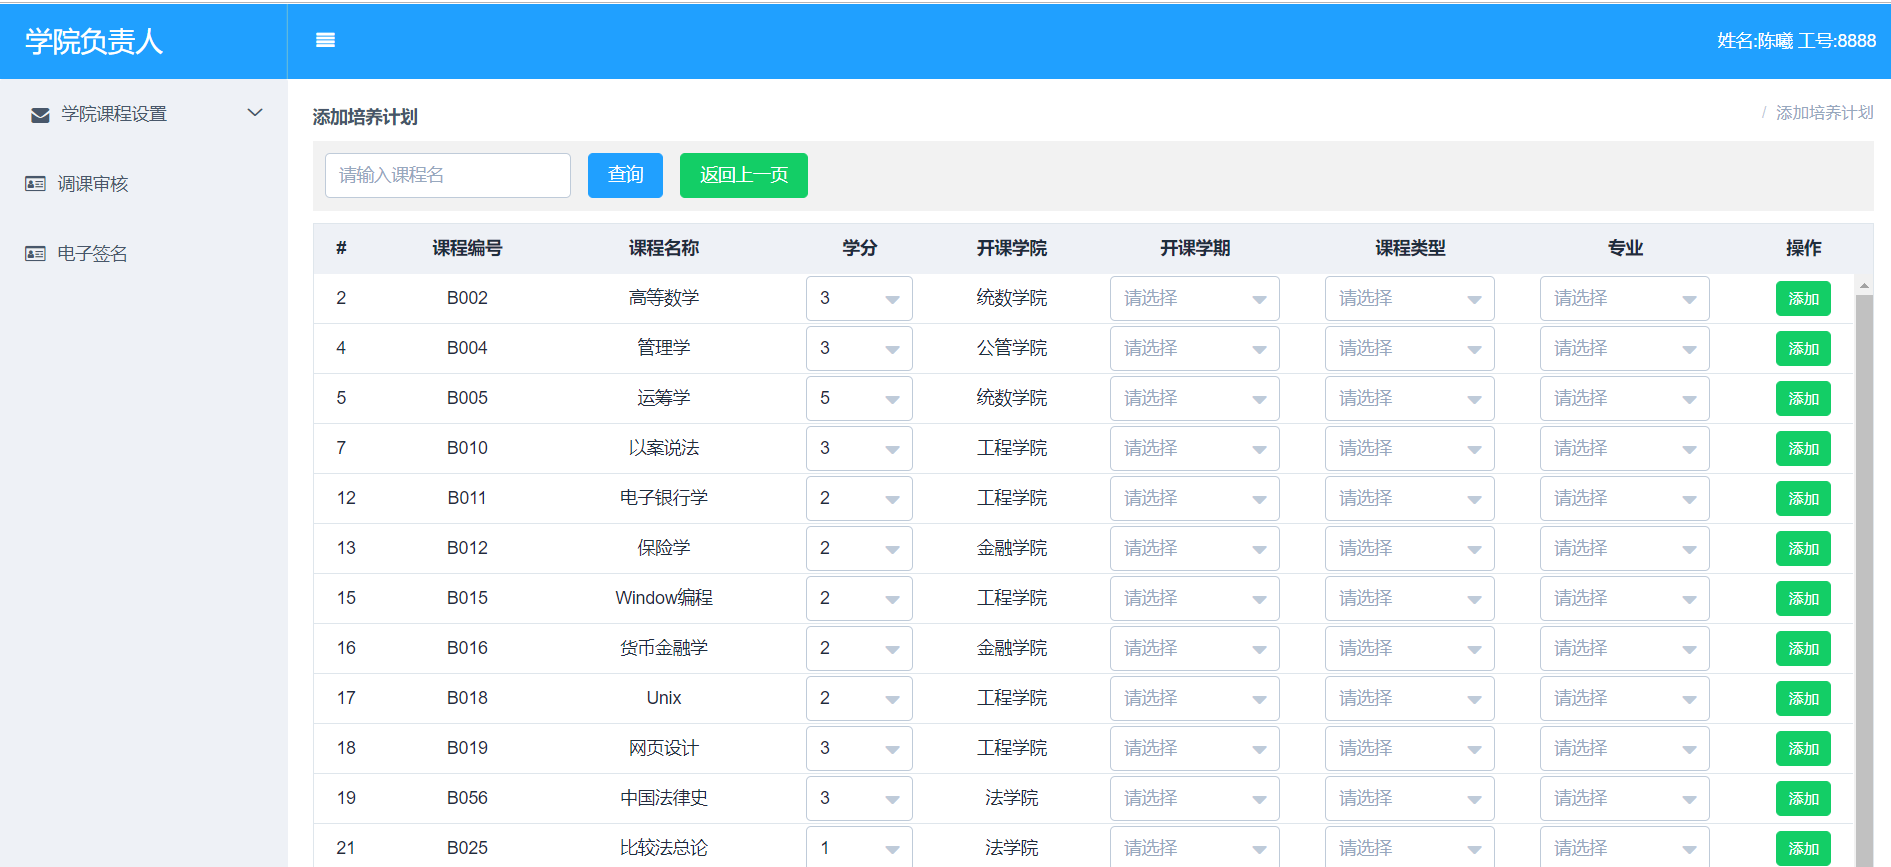 学院负责人
姓名:陈曦 工号:8888
学院课程设置
调课审核
电子签名
添加培养计划
/ 添加培养计划
请输入课程名 查询 返回上一页
# 课程编号 课程名称 学分 开课学院 开课学期 课程类型 专业 操作
2 B002 高等数学 3 统数学院 请选择 请选择 请选择 添加
4 B004 管理学 3 公管学院 请选择 请选择 请选择 添加
5 B005 运筹学 5 统数学院 请选择 请选择 请选择 添加
7 B010 以案说法 3 工程学院 请选择 请选择 请选择 添加
12 B011 电子银行学 2 工程学院 请选择 请选择 请选择 添加
13 B012 保险学 2 金融学院 请选择 请选择 请选择 添加
15 B015 Window编程 2 工程学院 请选择 请选择 请选择 添加
16 B016 货币金融学 2 金融学院 请选择 请选择 请选择 添加
17 B018 Unix 2 工程学院 请选择 请选择 请选择 添加
18 B019 网页设计 3 工程学院 请选择 请选择 请选择 添加
19 B056 中国法律史 3 法学院 请选择 请选择 请选择 添加
21 B025 比较法总论 1 法学院 请选择 请选择 请选择 添加